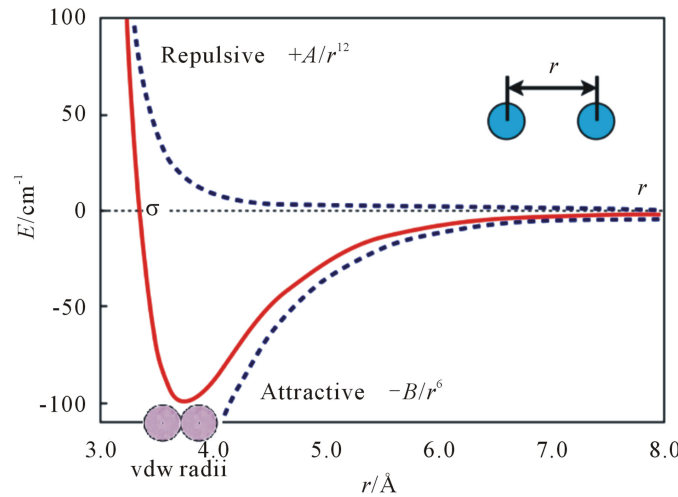 100
50
0
-50
-100
E/cm⁻¹
Repulsive +A/r¹²
r
r
σ
Attractive −B/r⁶
3.0 4.0 5.0 6.0 7.0 8.0
vdw radii
r/Å